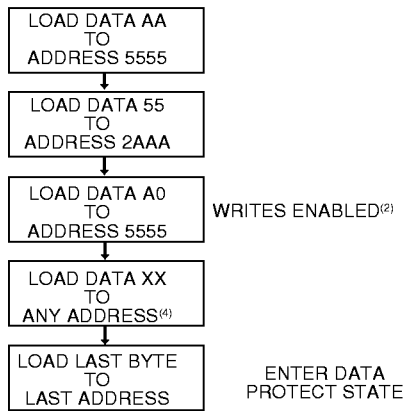 LOAD DATA AA
TO
ADDRESS 5555
LOAD DATA 55
TO
ADDRESS 2AAA
LOAD DATA A0
TO
ADDRESS 5555
WRITES ENABLED(2)
LOAD DATA XX
TO
ANY ADDRESS(4)
LOAD LAST BYTE
TO
LAST ADDRESS
ENTER DATA
PROTECT STATE